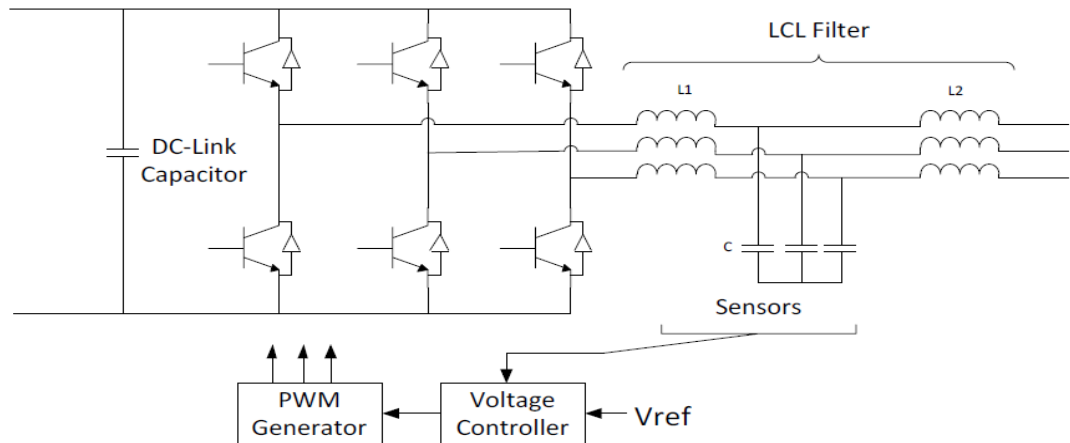 LCL Filter
L1
L2
DC-Link
Capacitor
C
Sensors
PWM
Generator
Voltage
Controller
Vref